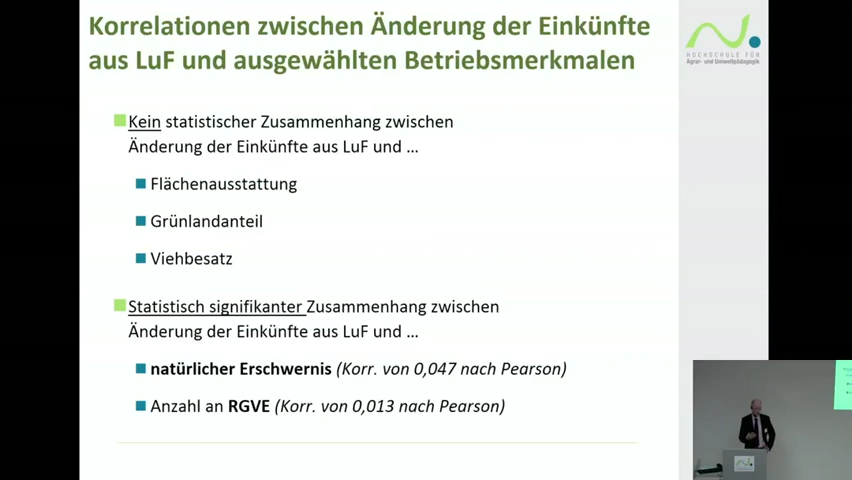 Korrelationen zwischen Änderung der Einkünfte
aus LuF und ausgewählten Betriebsmerkmalen
HOCHSCHULE FÜR
Agrar- und Umweltpädagogik
Kein statistischer Zusammenhang zwischen
Änderung der Einkünfte aus LuF und ...
Flächenausstattung
Grünlandanteil
Viehbesatz
Statistisch signifikanter Zusammenhang zwischen
Änderung der Einkünfte aus LuF und ...
natürlicher Erschwernis (Korr. von 0,047 nach Pearson)
Anzahl an RGVE (Korr. von 0,013 nach Pearson)